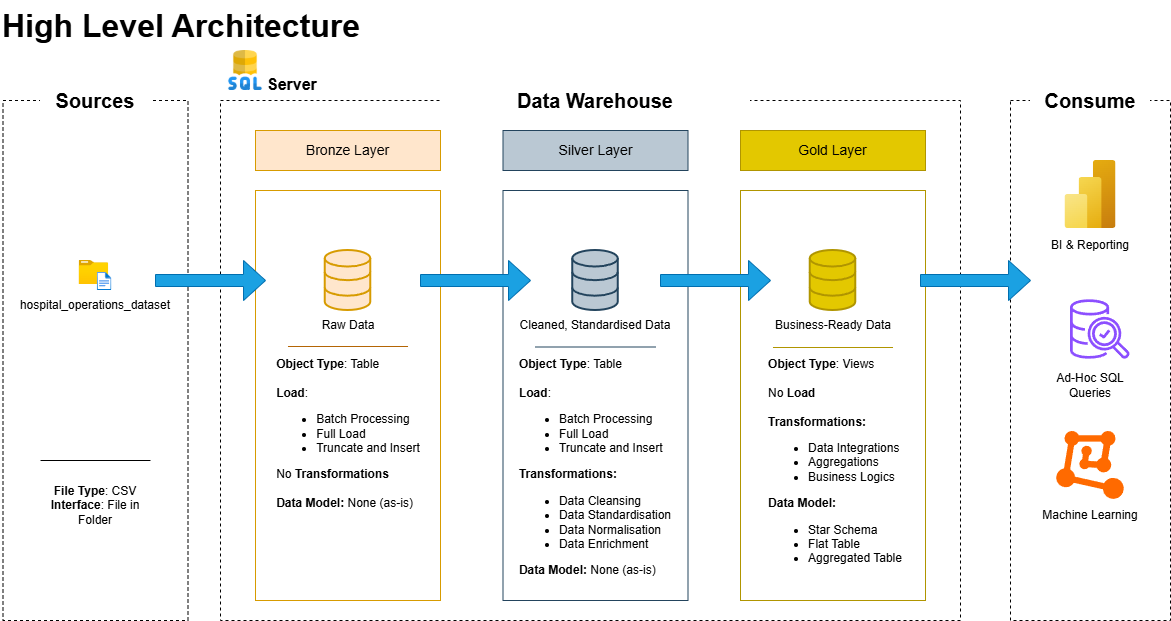 High Level Architecture
SQL Server
Sources
hospital_operations_dataset
File Type: CSV
Interface: File in
Folder
Data Warehouse
Bronze Layer
Raw Data
Object Type: Table
Load:
Batch Processing
Full Load
Truncate and Insert
No Transformations
Data Model: None (as-is)
Silver Layer
Cleaned, Standardised Data
Object Type: Table
Load:
Batch Processing
Full Load
Truncate and Insert
Transformations:
Data Cleansing
Data Standardisation
Data Normalisation
Data Enrichment
Data Model: None (as-is)
Gold Layer
Business-Ready Data
Object Type: Views
No Load
Transformations:
Data Integrations
Aggregations
Business Logics
Data Model:
Star Schema
Flat Table
Aggregated Table
Consume
BI & Reporting
Ad-Hoc SQL
Queries
Machine Learning